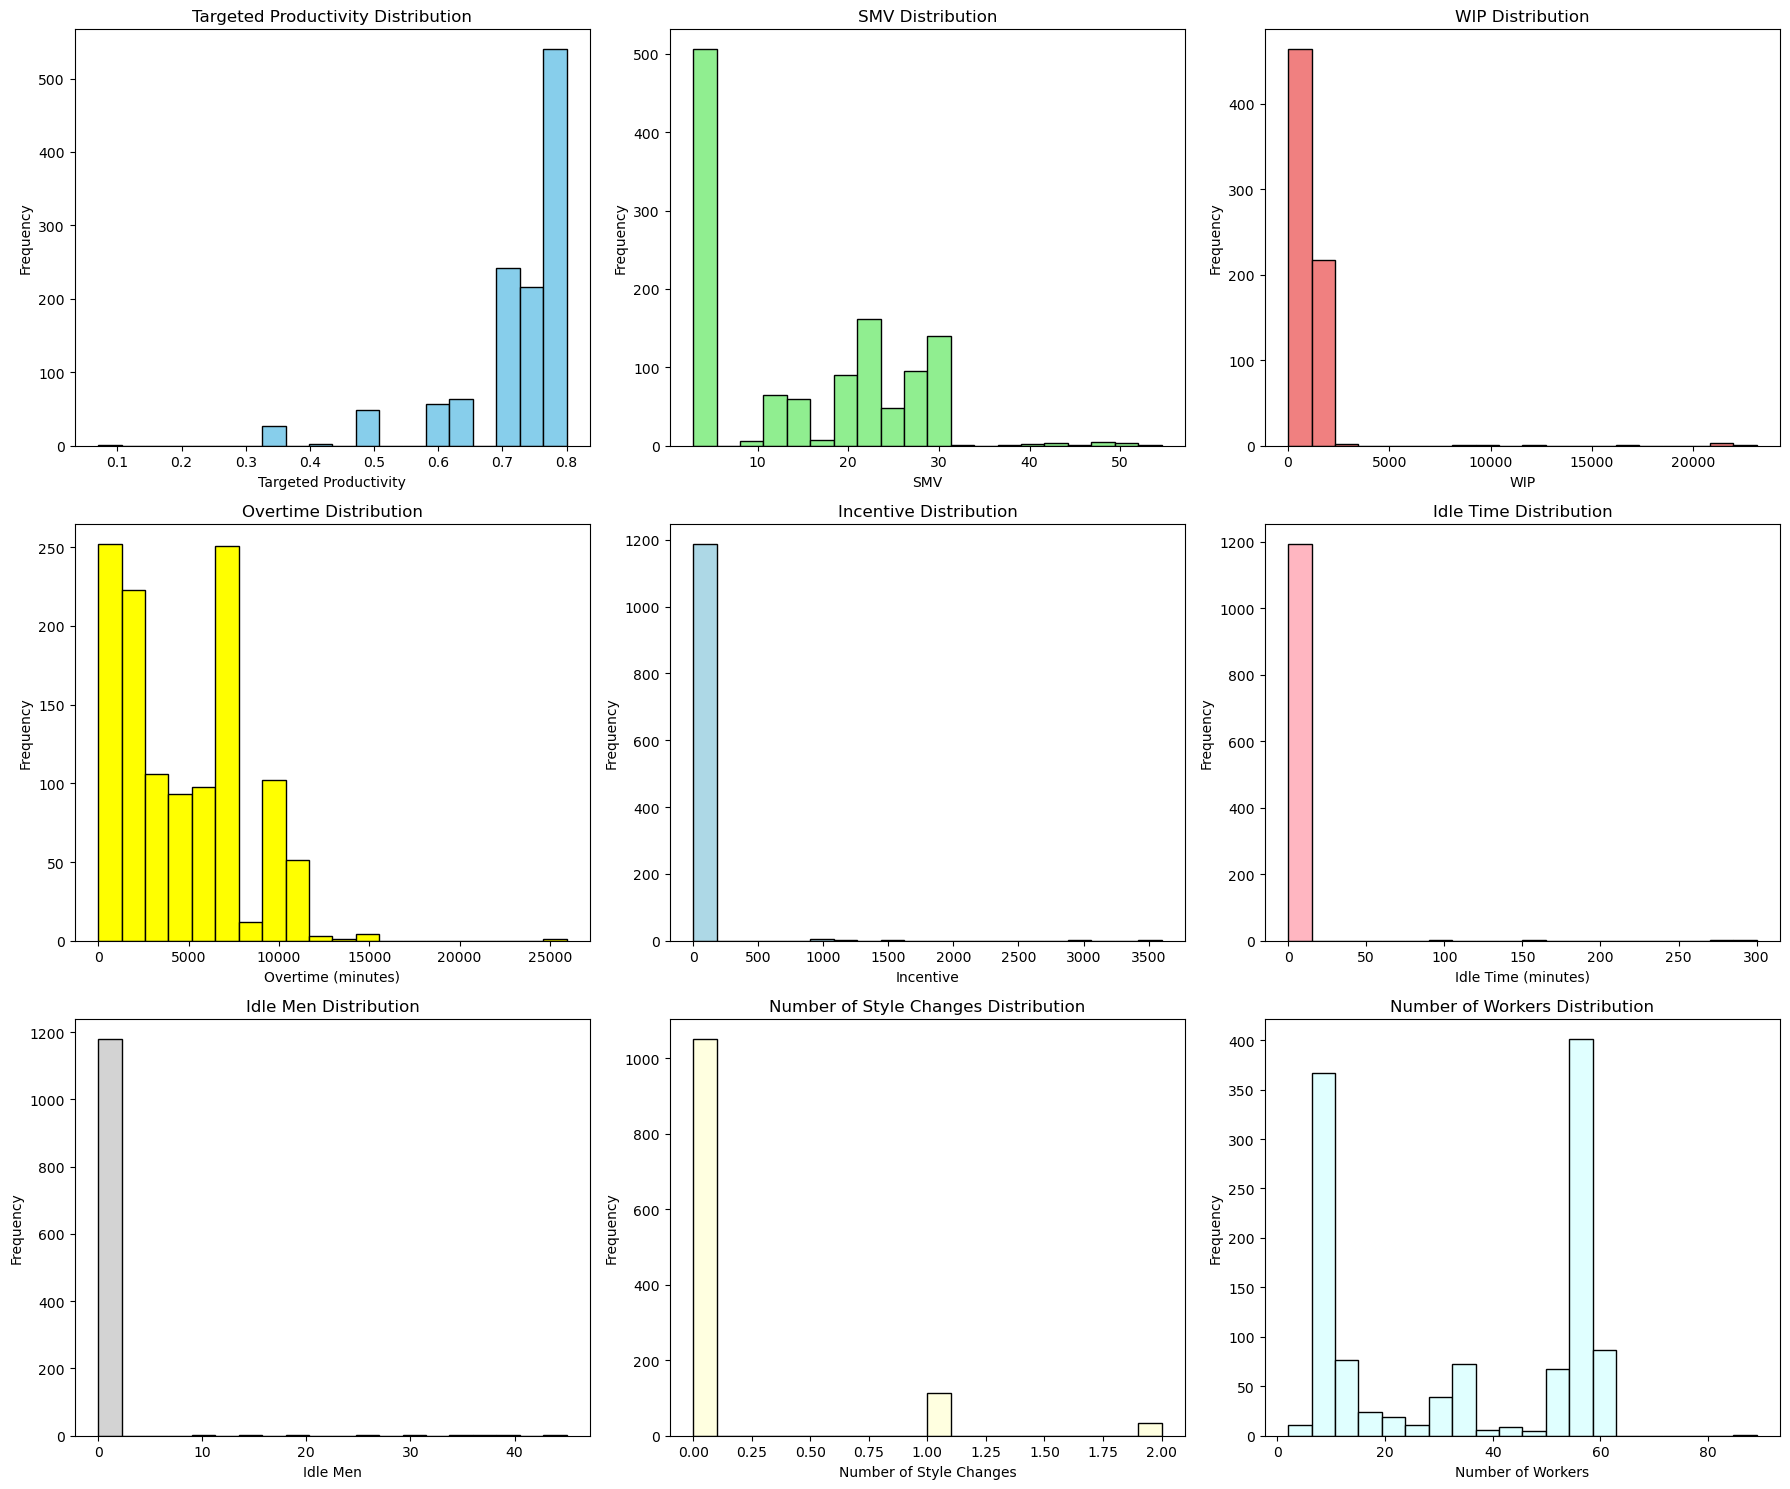 Targeted Productivity Distribution
Frequency
500
400
300
200
100
0
0.1 0.2 0.3 0.4 0.5 0.6 0.7 0.8
Targeted Productivity
SMV Distribution
Frequency
500
400
300
200
100
0
10 20 30 40 50
SMV
WIP Distribution
Frequency
400
300
200
100
0
0 5000 10000 15000 20000
WIP
Overtime Distribution
Frequency
250
200
150
100
50
0
0 5000 10000 15000 20000 25000
Overtime (minutes)
Incentive Distribution
Frequency
1200
1000
800
600
400
200
0
0 500 1000 1500 2000 2500 3000 3500
Incentive
Idle Time Distribution
Frequency
1200
1000
800
600
400
200
0
0 50 100 150 200 250 300
Idle Time (minutes)
Idle Men Distribution
Frequency
1200
1000
800
600
400
200
0
0 10 20 30 40
Idle Men
Number of Style Changes Distribution
Frequency
1000
800
600
400
200
0
0.00 0.25 0.50 0.75 1.00 1.25 1.50 1.75 2.00
Number of Style Changes
Number of Workers Distribution
Frequency
400
350
300
250
200
150
100
50
0
0 20 40 60 80
Number of Workers